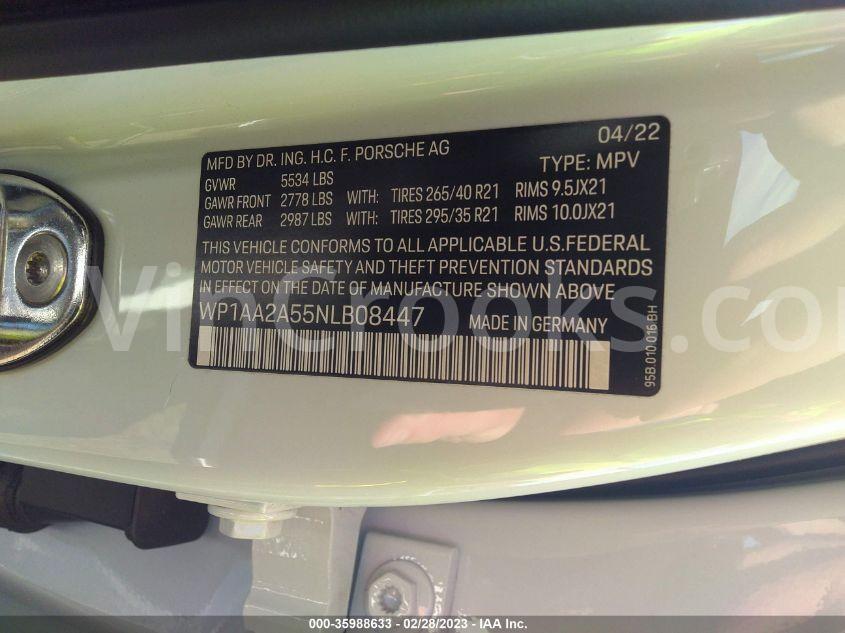 04/22
MFD BY DR. ING. H.C. F. PORSCHE AG
TYPE: MPV
GVWR 5534 LBS
GAWR FRONT 2778 LBS WITH: TIRES 265/40 R21 RIMS 9.5JX21
GAWR REAR 2987 LBS WITH: TIRES 295/35 R21 RIMS 10.0JX21
THIS VEHICLE CONFORMS TO ALL APPLICABLE U.S.FEDERAL
MOTOR VEHICLE SAFETY AND THEFT PREVENTION STANDARDS
IN EFFECT ON THE DATE OF MANUFACTURE SHOWN ABOVE
WP1AA2A55NLB08447 MADE IN GERMANY
95B.010.016 BH
VinCrooks.com
000-35988633 - 02/28/2023 - IAA Inc.